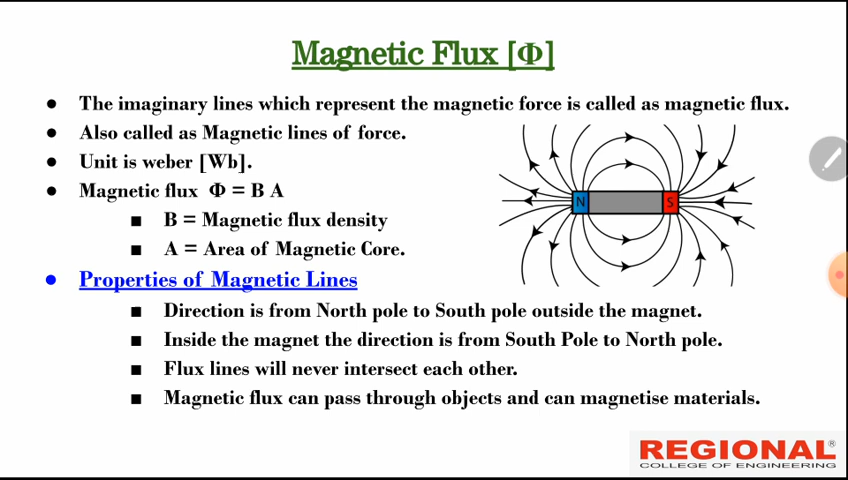 Magnetic Flux [Φ]
● The imaginary lines which represent the magnetic force is called as magnetic flux.
● Also called as Magnetic lines of force.
● Unit is weber [Wb].
● Magnetic flux Φ = B A
■ B = Magnetic flux density
■ A = Area of Magnetic Core.
N S
● Properties of Magnetic Lines
■ Direction is from North pole to South pole outside the magnet.
■ Inside the magnet the direction is from South Pole to North pole.
■ Flux lines will never intersect each other.
■ Magnetic flux can pass through objects and can magnetise materials.
REGIONAL®
COLLEGE OF ENGINEERING